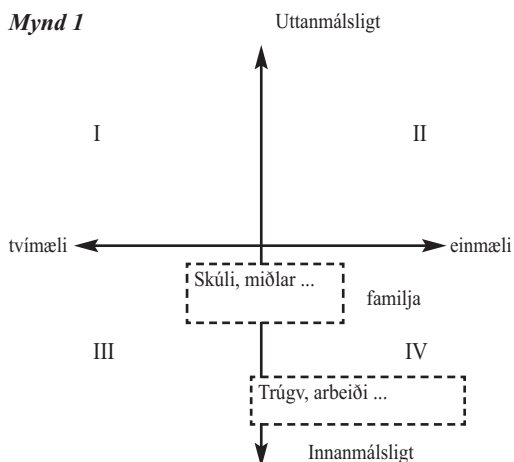 Mynd 1
Uttanmálsligt
I
II
tvímæli
einmæli
Skúli, miðlar ...
familja
III
IV
Trúgv, arbeiði ...
Innanmálsligt